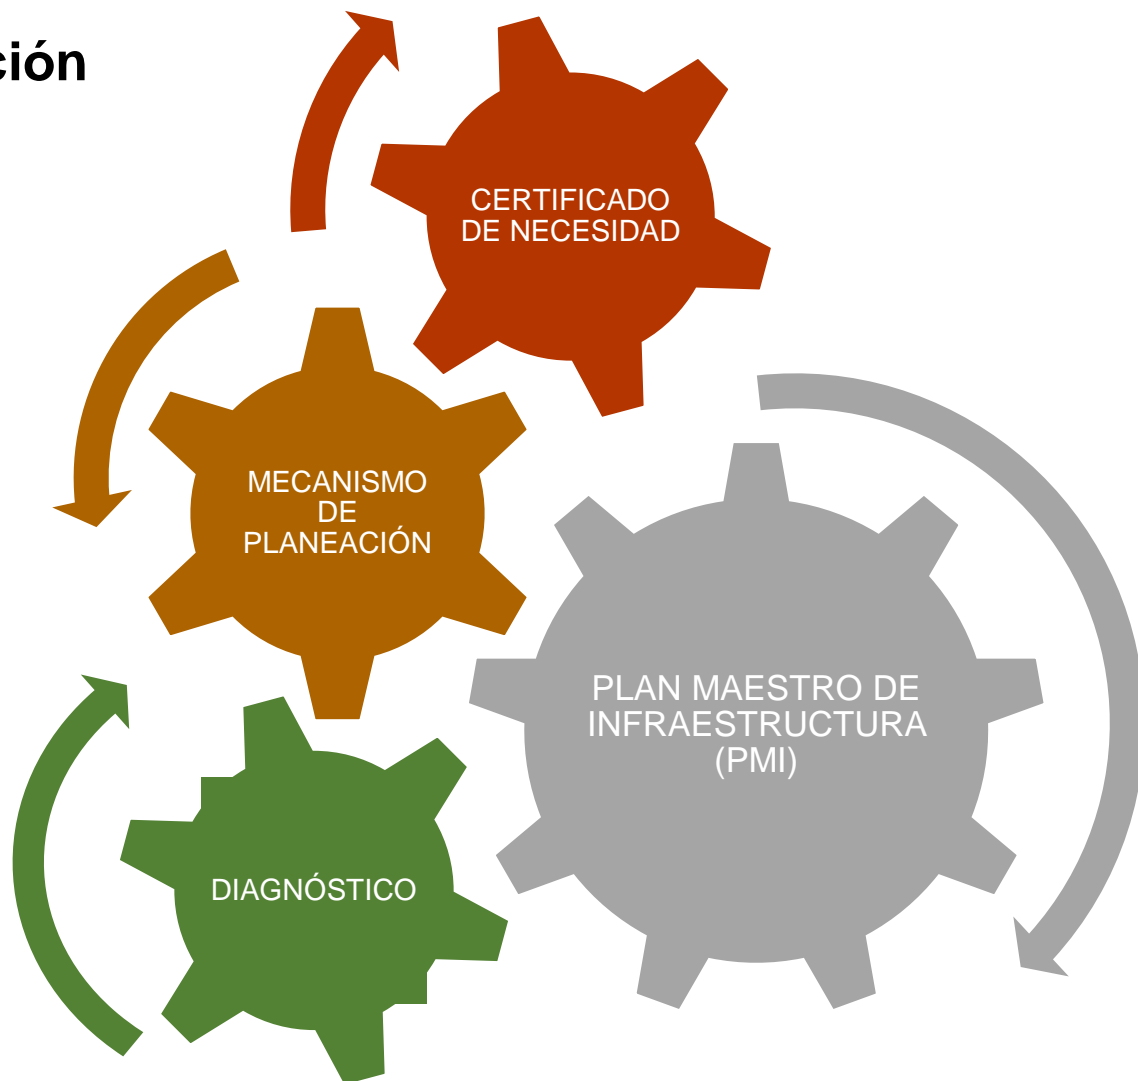 ción
CERTIFICADO
DE NECESIDAD
MECANISMO
DE
PLANEACIÓN
PLAN MAESTRO DE
INFRAESTRUCTURA
(PMI)
DIAGNÓSTICO